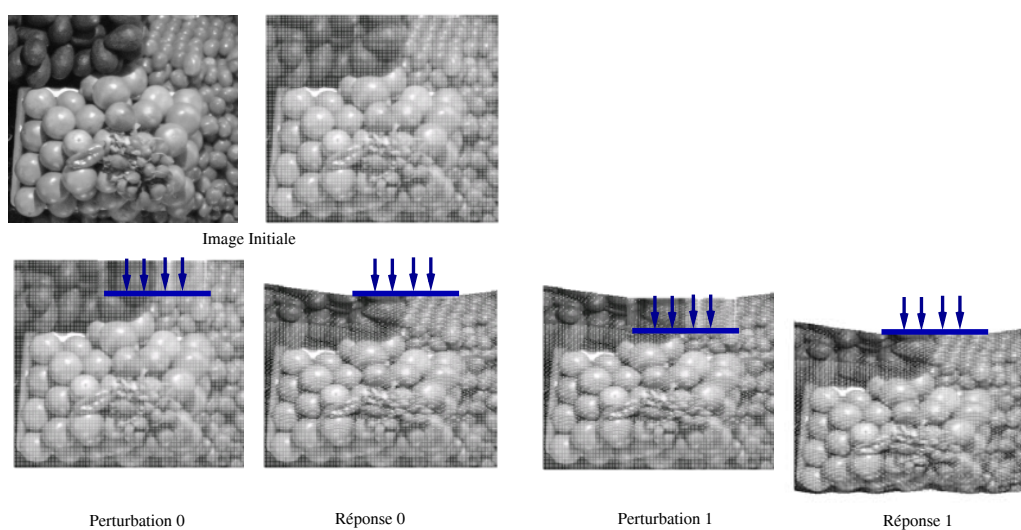 Image Initiale
Perturbation 0
Réponse 0
Perturbation 1
Réponse 1